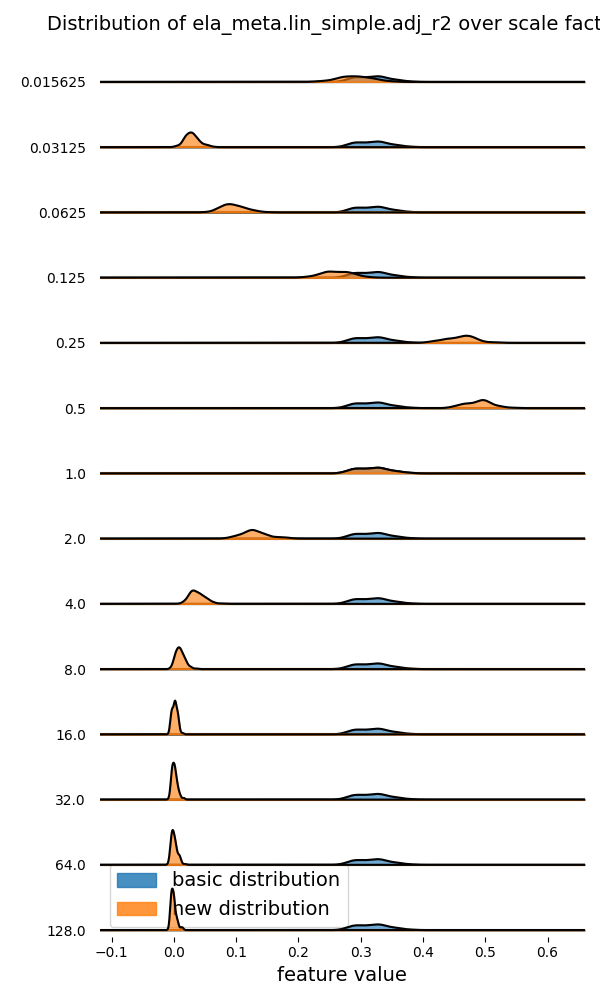 Distribution of ela_meta.lin_simple.adj_r2 over scale fact
0.015625
0.03125
0.0625
0.125
0.25
0.5
1.0
2.0
4.0
8.0
16.0
32.0
64.0
128.0
basic distribution
new distribution
−0.1 0.0 0.1 0.2 0.3 0.4 0.5 0.6
feature value